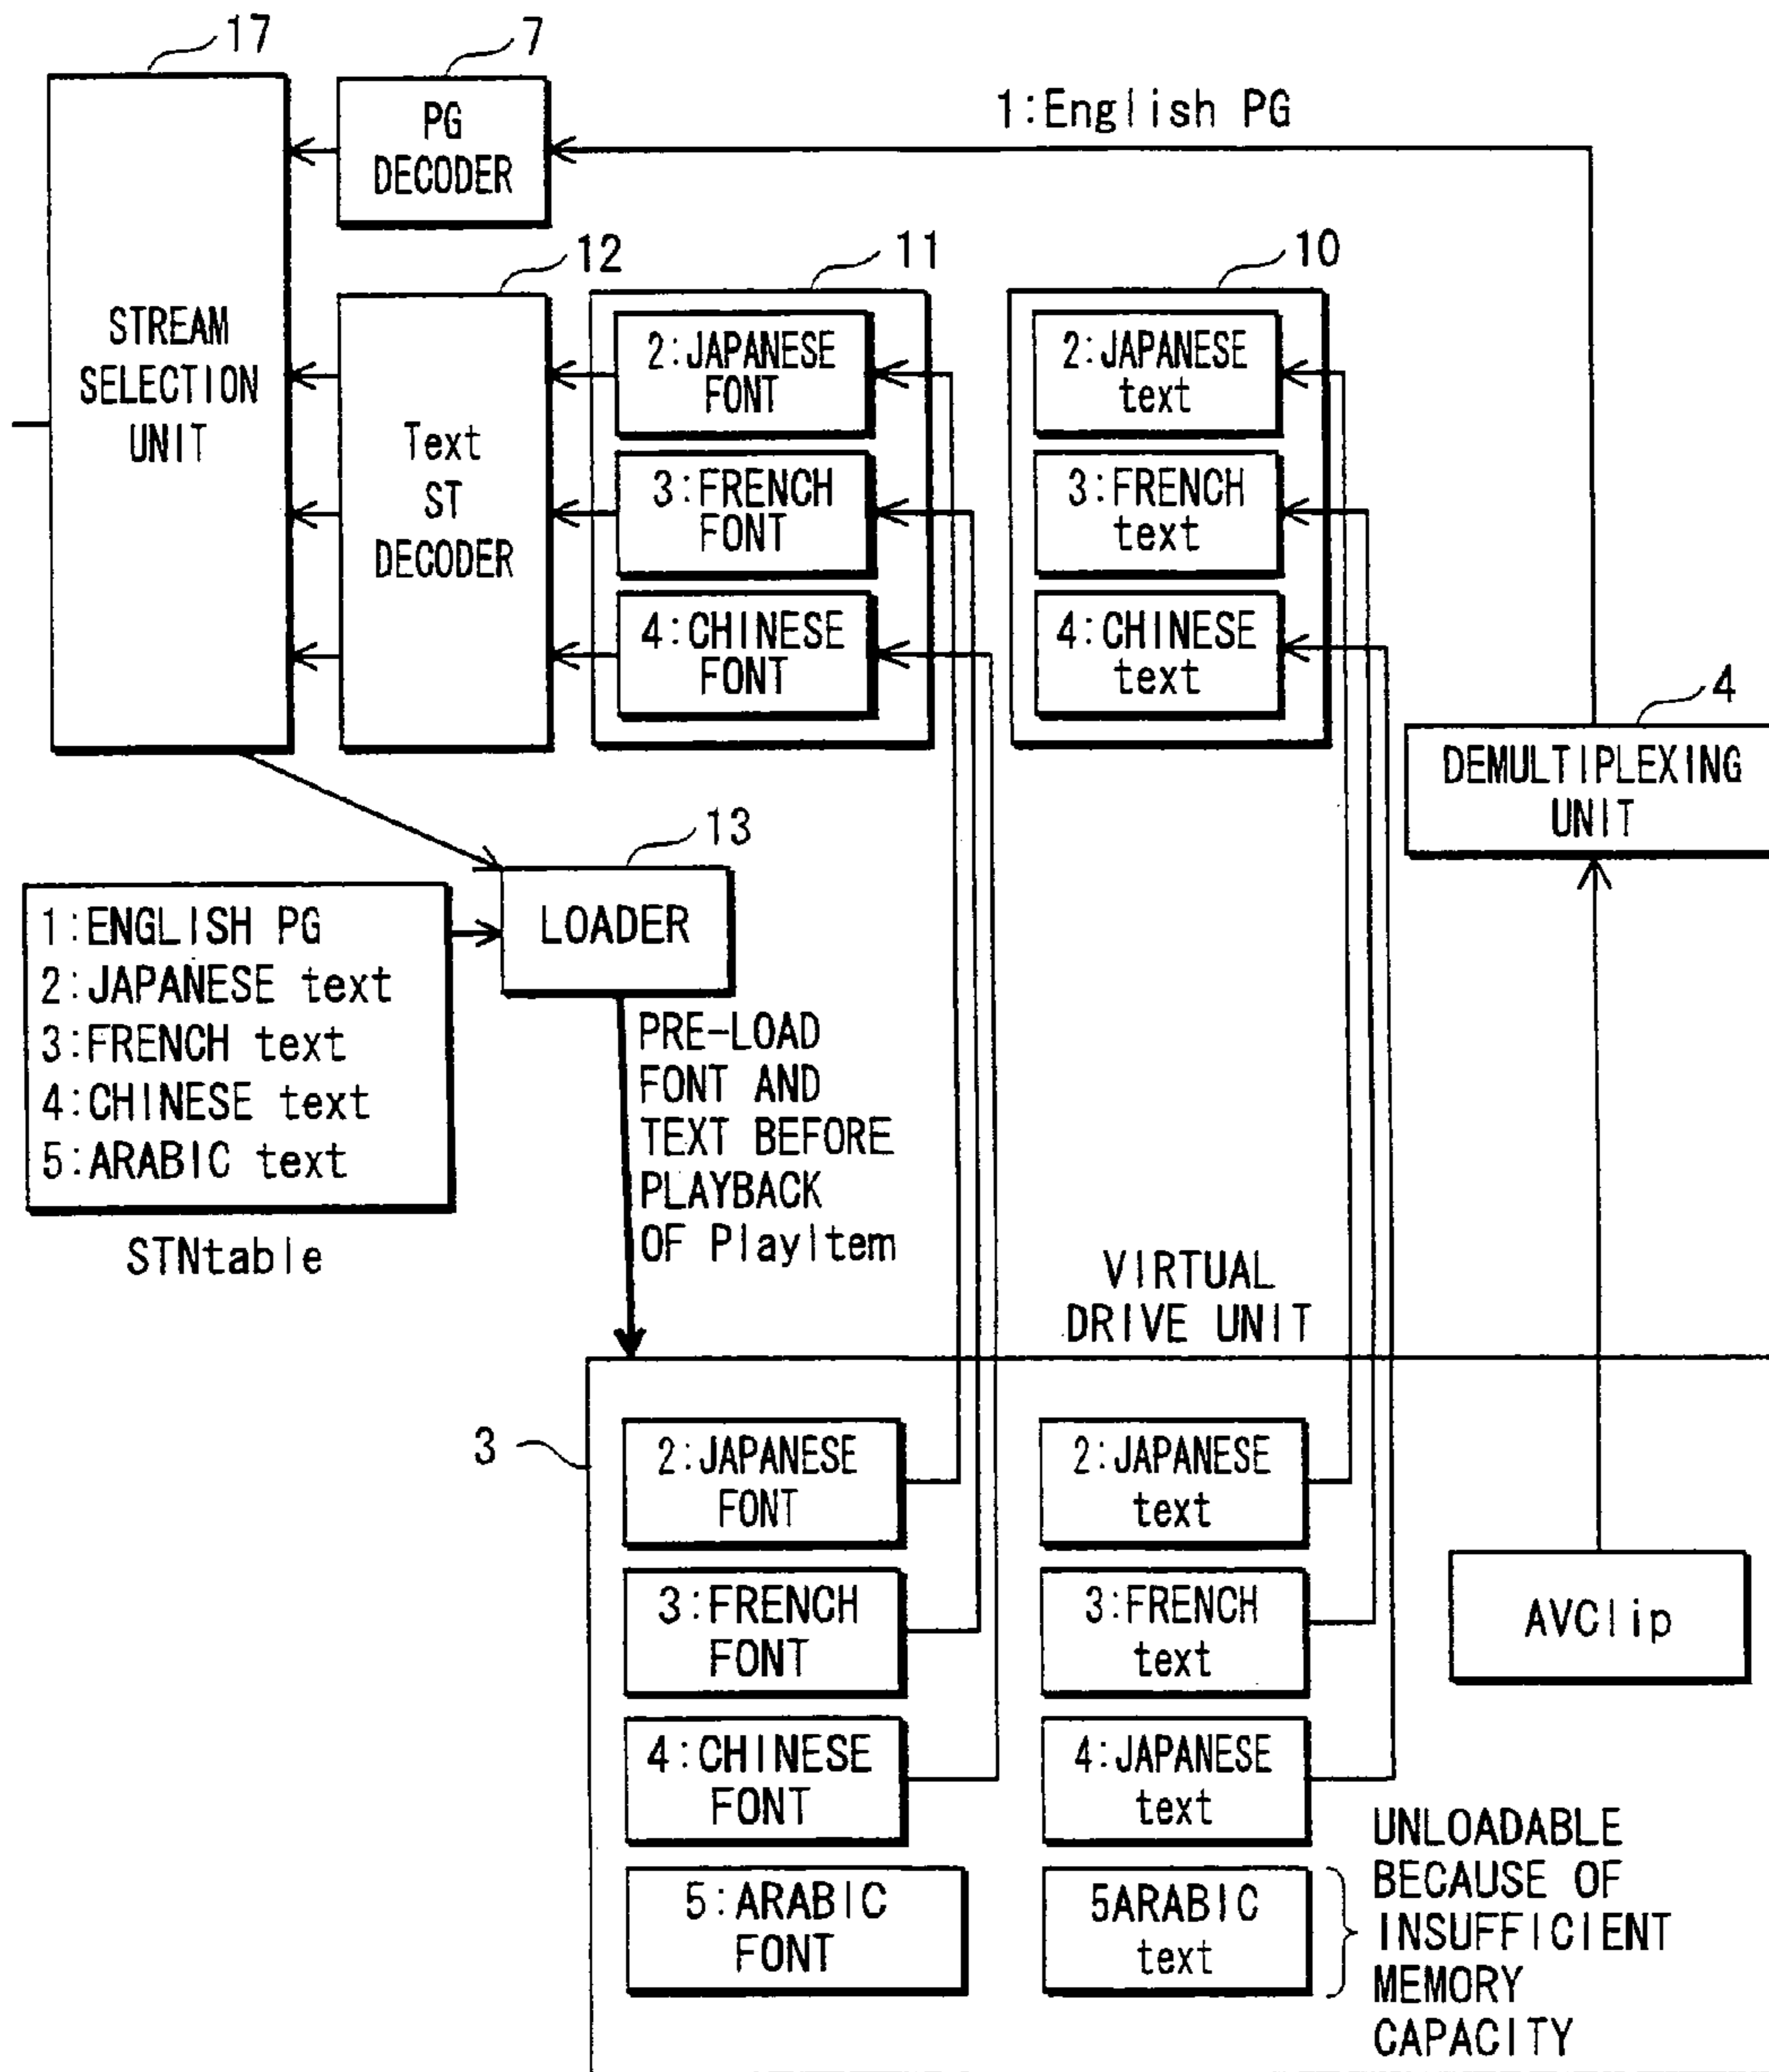 17
7
1:English PG
PG
DECODER
12
11
10
STREAM
SELECTION
UNIT
Text
ST
DECODER
2:JAPANESE
FONT
3:FRENCH
FONT
4:CHINESE
FONT
2:JAPANESE
text
3:FRENCH
text
4:CHINESE
text
4
DEMULTIPLEXING
UNIT
13
LOADER
1:ENGLISH PG
2:JAPANESE text
3:FRENCH text
4:CHINESE text
5:ARABIC text
STNtable
PRE-LOAD
FONT AND
TEXT BEFORE
PLAYBACK
OF PlayItem
VIRTUAL
DRIVE UNIT
3
2:JAPANESE
FONT
3:FRENCH
FONT
4:CHINESE
FONT
5:ARABIC
FONT
2:JAPANESE
text
3:FRENCH
text
4:JAPANESE
text
5ARABIC
text
AVClip
UNLOADABLE
BECAUSE OF
INSUFFICIENT
MEMORY
CAPACITY